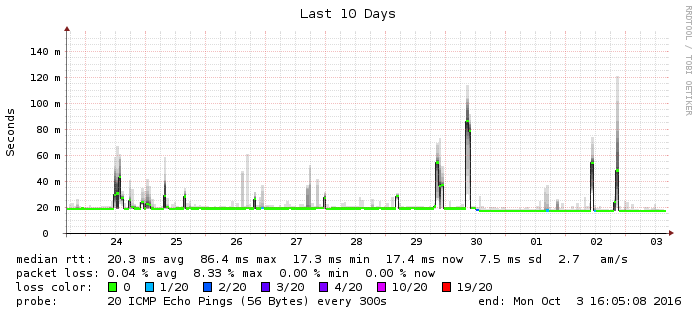 Last 10 Days
RRDTOOL / TOBI OETIKER
Seconds
140 m
120 m
100 m
80 m
60 m
40 m
20 m
0
24 25 26 27 28 29 30 01 02 03
median rtt: 20.3 ms avg 86.4 ms max 17.3 ms min 17.4 ms now 7.5 ms sd 2.7 am/s
packet loss: 0.04 % avg 8.33 % max 0.00 % min 0.00 % now
loss color: 0 1/20 2/20 3/20 4/20 10/20 19/20
probe: 20 ICMP Echo Pings (56 Bytes) every 300s end: Mon Oct 3 16:05:08 2016